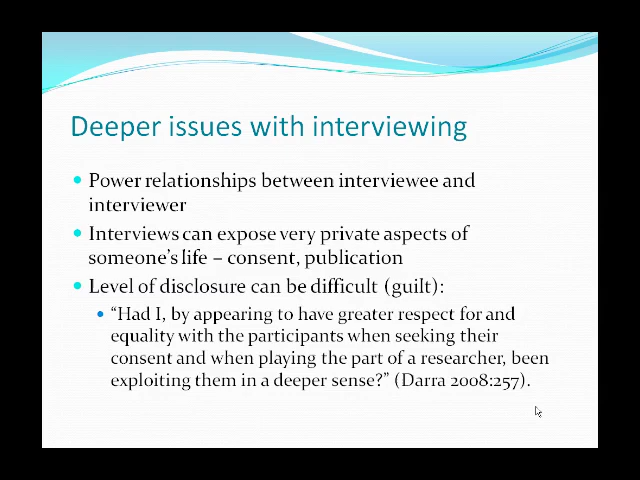 Deeper issues with interviewing
• Power relationships between interviewee and
interviewer
• Interviews can expose very private aspects of
someone's life – consent, publication
• Level of disclosure can be difficult (guilt):
• "Had I, by appearing to have greater respect for and
equality with the participants when seeking their
consent and when playing the part of a researcher, been
exploiting them in a deeper sense?" (Darra 2008:257).